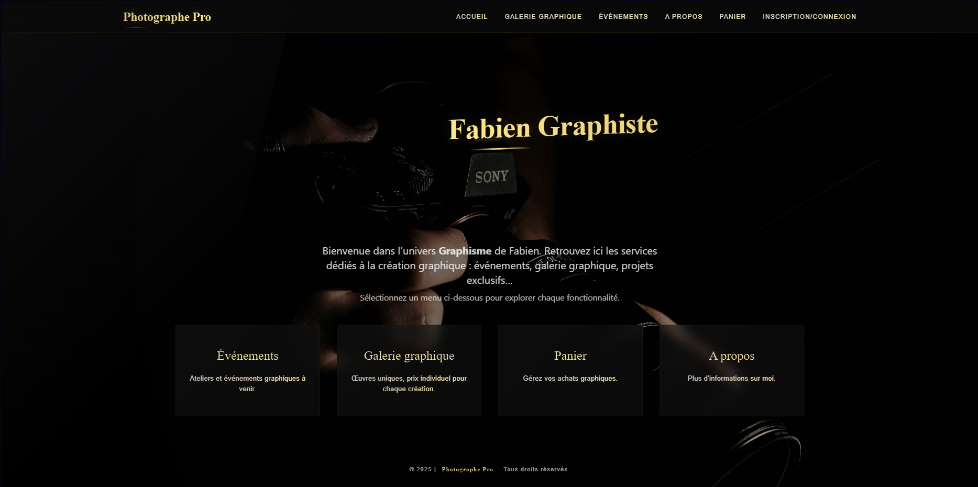 Photographe Pro
ACCUEIL GALERIE GRAPHIQUE ÉVÉNEMENTS A PROPOS PANIER INSCRIPTION/CONNEXION
Fabien Graphiste
SONY
Bienvenue dans l'univers Graphisme de Fabien. Retrouvez ici les services
dédiés à la création graphique : événements, galerie graphique, projets
exclusifs...
Sélectionnez un menu ci-dessous pour explorer chaque fonctionnalité.
Événements
Ateliers et événements graphiques à
venir.
Galerie graphique
Œuvres uniques, prix individuel pour
chaque création.
Panier
Gérez vos achats graphiques.
A propos
Plus d'informations sur moi.
© 2025 | Photographe Pro - Tous droits réservés